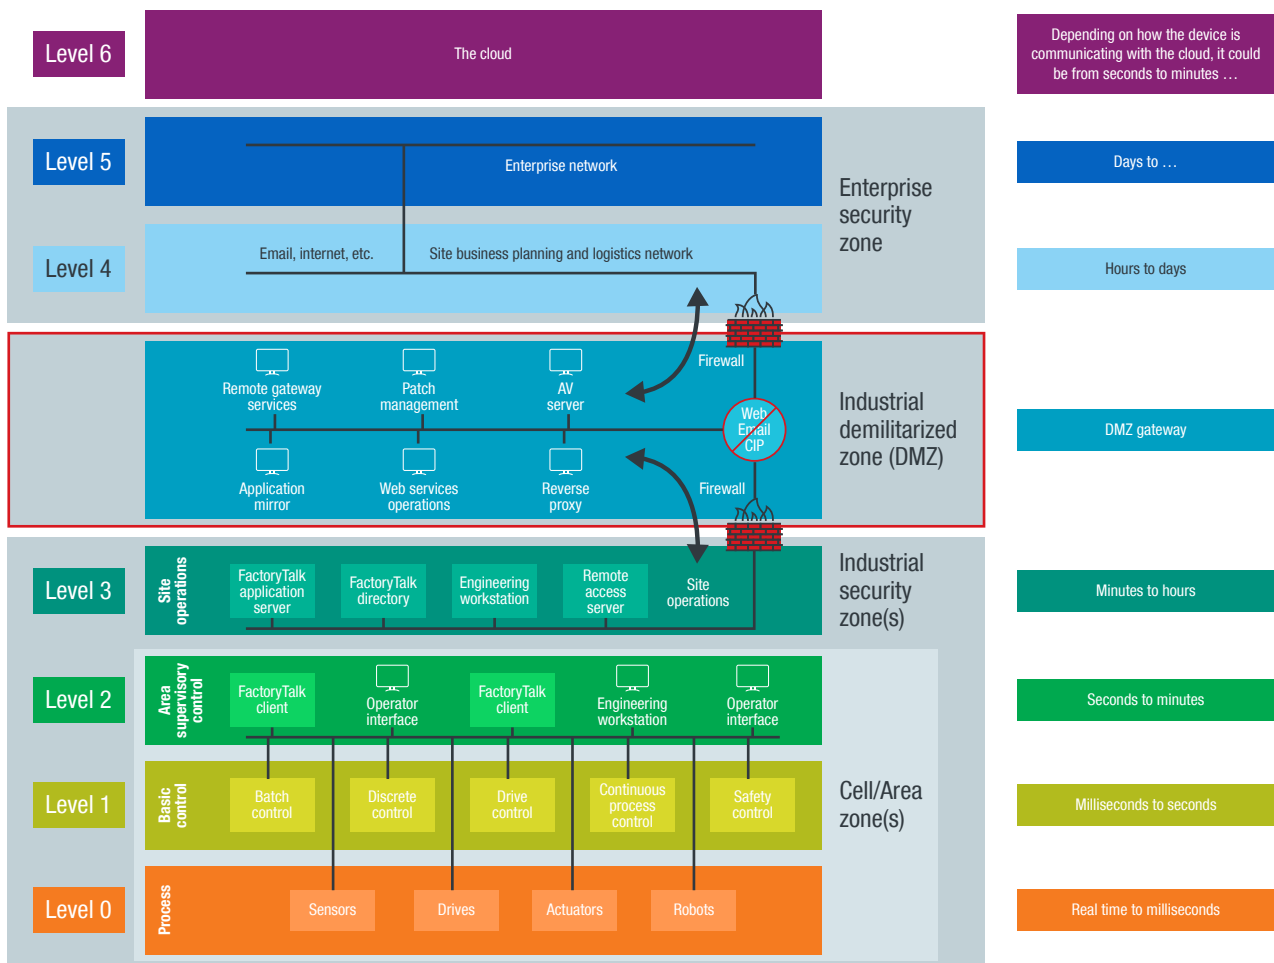 Level 6
The cloud
Depending on how the device is
communicating with the cloud, it could
be from seconds to minutes …
Level 5
Enterprise network
Days to …
Enterprise
security
zone
Level 4
Email, internet, etc.
Site business planning and logistics network
Hours to days
Firewall
Remote gateway
services
Patch
management
AV
server
Web
Email
CIP
Industrial
demilitarized
zone (DMZ)
DMZ gateway
Application
mirror
Web services
operations
Reverse
proxy
Firewall
Level 3
Site
operations
FactoryTalk
application
server
FactoryTalk
directory
Engineering
workstation
Remote
access
server
Site
operations
Industrial
security
zone(s)
Minutes to hours
Level 2
Area
supervisory
control
FactoryTalk
client
Operator
interface
FactoryTalk
client
Engineering
workstation
Operator
interface
Seconds to minutes
Level 1
Basic
control
Batch
control
Discrete
control
Drive
control
Continuous
process
control
Safety
control
Cell/Area
zone(s)
Milliseconds to seconds
Level 0
Process
Sensors
Drives
Actuators
Robots
Real time to milliseconds